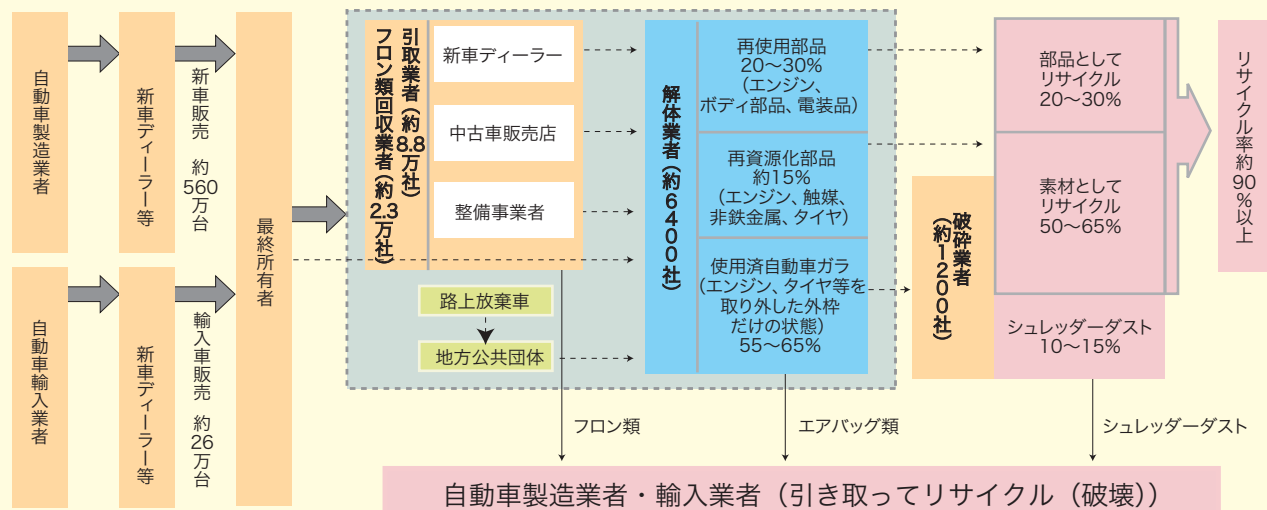 自動車製造業者
新車ディーラー等
新車販売 約560万台
自動車輸入業者
新車ディーラー等
輸入車販売 約26万台
最終所有者
引取業者（約8.8万社）
フロン類回収業者（約2.3万社）
新車ディーラー
中古車販売店
整備事業者
路上放棄車
地方公共団体
解体業者（約6400社）
再使用部品
20～30%
（エンジン、
ボディ部品、電装品）
再資源化部品
約15%
（エンジン、触媒、
非鉄金属、タイヤ）
使用済自動車ガラ
（エンジン、タイヤ等を
取り外した外枠
だけの状態）
55～65%
破砕業者
（約1200社）
部品として
リサイクル
20～30%
素材として
リサイクル
50～65%
シュレッダーダスト
10～15%
リサイクル率約90%以上
フロン類
エアバッグ類
シュレッダーダスト
自動車製造業者・輸入業者（引き取ってリサイクル（破壊））